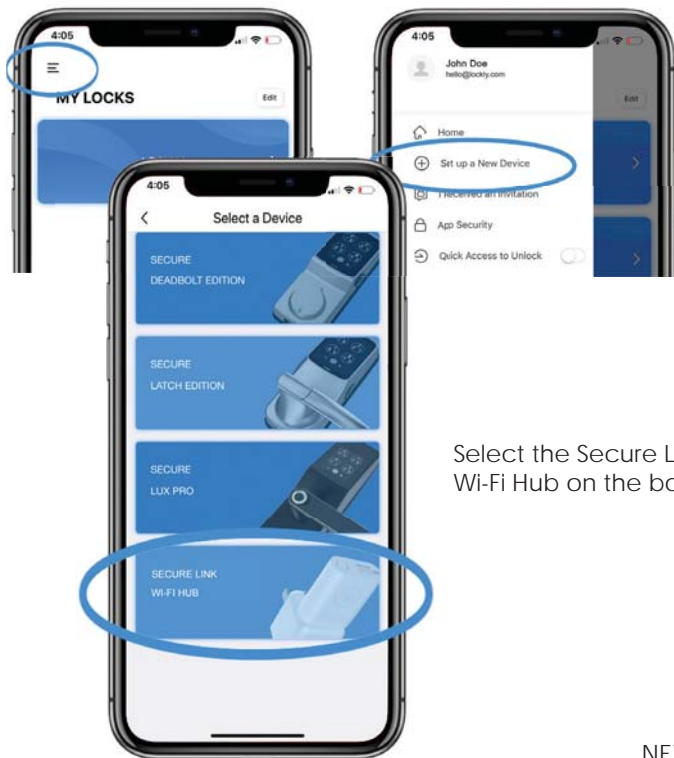 4:05
MY LOCKS
Edit
4:05
John Doe
hello@lockly.com
Edit
Home
Set up a New Device
I Received an Invitation
App Security
Quick Access to Unlock
4:05
Select a Device
SECURE
DEADBOLT EDITION
SECURE
LATCH EDITION
SECURE
LUX PRO
SECURE LINK
WI-FI HUB
Select the Secure
Wi-Fi Hub on the